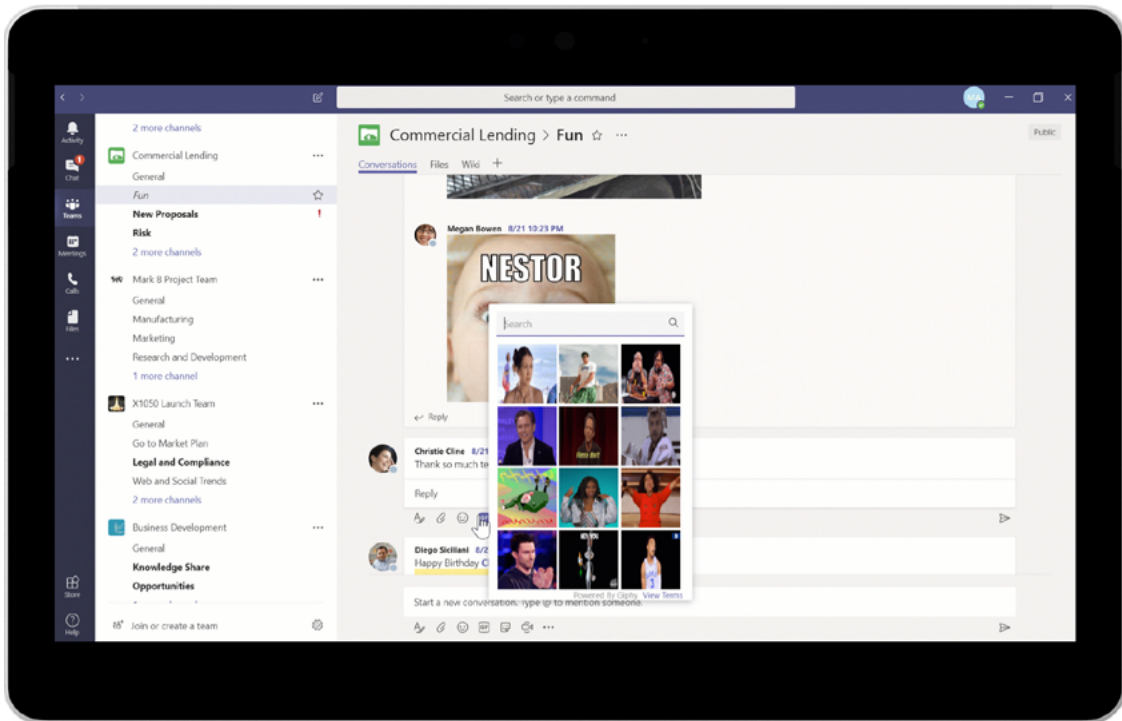 Search or type a command
MA
Activity
1
Chat
Teams
Meetings
Calls
Files
Store
Help
2 more channels
Commercial Lending
General
Fun
New Proposals
!
Risk
2 more channels
Mark 8 Project Team
General
Manufacturing
Marketing
Research and Development
1 more channel
X1050 Launch Team
General
Go to Market Plan
Legal and Compliance
Web and Social Trends
2 more channels
Business Development
General
Knowledge Share
Opportunities
Join or create a team
Commercial Lending > Fun
Public
Conversations Files Wiki +
Megan Bowen 8/21 10:23 PM
NESTOR
Search
Reply
Christie Cline 8/21
Thank so much te
Reply
Diego Siciliani 8/2
Happy Birthday C
Powered By Giphy View Terms
Start a new conversation. Type @ to mention someone.
GIF